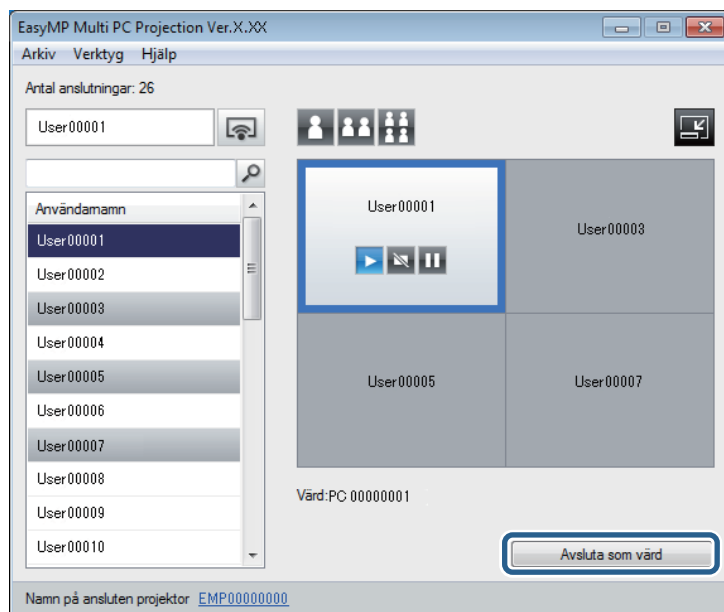 EasyMP Multi PC Projection Ver.X.XX
Arkiv Verktyg Hjälp
Antal anslutningar: 26
User00001
Användarnamn
User00001
User00002
User00003
User00004
User00005
User00006
User00007
User00008
User00009
User00010
User00001
User00003
User00005
User00007
Värd:PC 00000001
Avsluta som värd
Namn på ansluten projektor EMP00000000